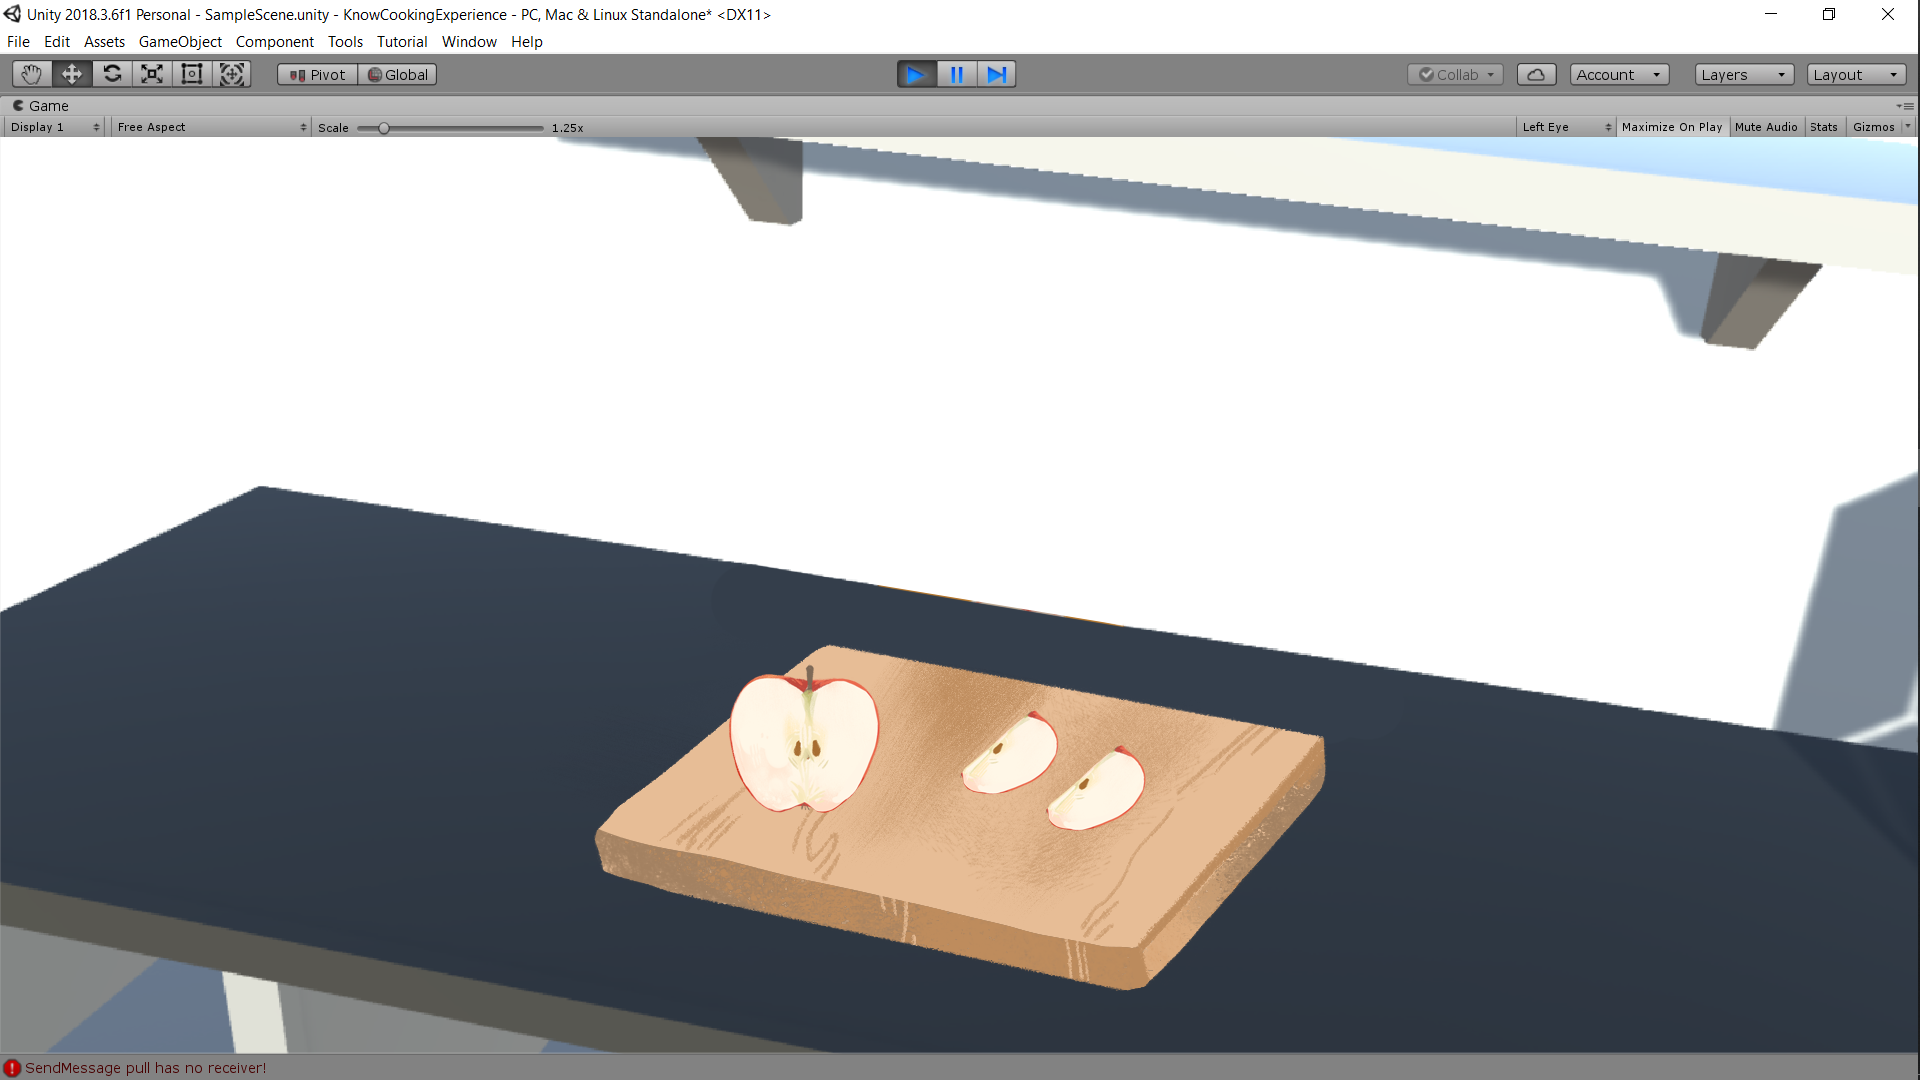 Unity 2018.3.6f1 Personal - SampleScene.unity - KnowCookingExperience - PC, Mac & Linux Standalone* <DX11>
File Edit Assets GameObject Component Tools Tutorial Window Help
Pivot Global Collab Account Layers Layout
Game
Display 1 Free Aspect Scale 1.25x Left Eye Maximize On Play Mute Audio Stats Gizmos
SendMessage pull has no receiver!